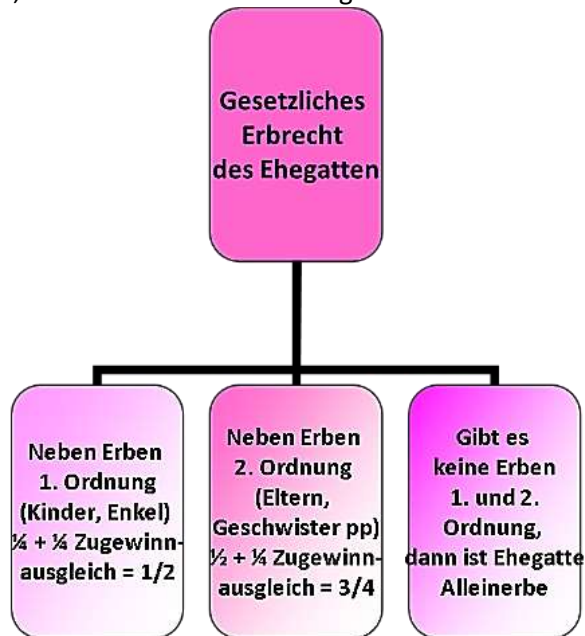 Gesetzliches
Erbrecht
des Ehegatten
Neben Erben
1. Ordnung
(Kinder, Enkel)
¼ + ¼ Zugewinn-
ausgleich = 1/2
Neben Erben
2. Ordnung
(Eltern,
Geschwister pp)
½ + ¼ Zugewinn-
ausgleich = 3/4
Gibt es
keine Erben
1. und 2.
Ordnung,
dann ist Ehegatte
Alleinerbe